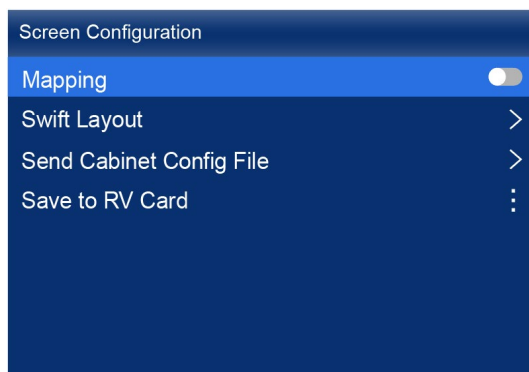 Screen Configuration
Mapping
Swift Layout
Send Cabinet Config File
Save to RV Card